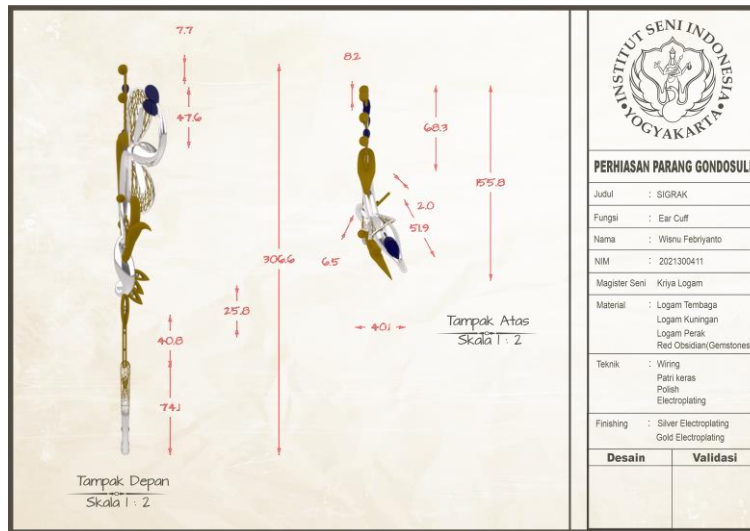 7.7
47.6
306.6
25.8
40.8
74.1
Tampak Depan
Skala 1 : 2
8.2
68.3
155.8
2.0
51.9
6.5
40.1
Tampak Atas
Skala 1 : 2
INSTITUT SENI INDONESIA
YOGYAKARTA
PERHIASAN PARANG GONDOSULI
Judul : SIGRAK
Fungsi : Ear Cuff
Nama : Wisnu Febriyanto
NIM : 2021300411
Magister Seni Kriya Logam
Material : Logam Tembaga
Logam Kuningan
Logam Perak
Red Obsidian(Gemstones
Teknik : Wiring
Patri keras
Polish
Electroplating
Finishing : Silver Electroplating
Gold Electroplating
Desain Validasi